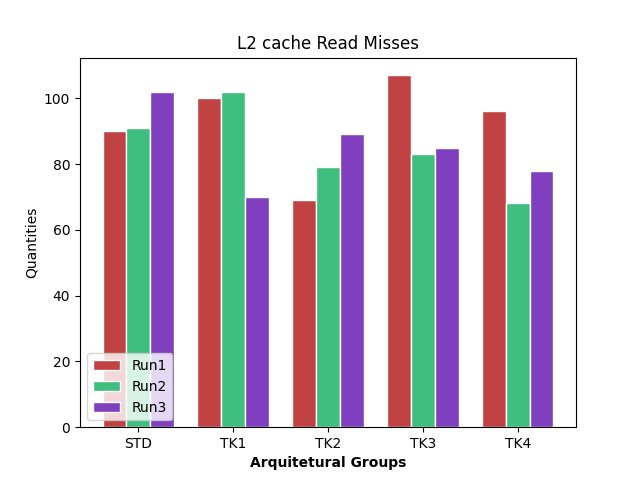 L2 cache Read Misses
Quantities
100
80
60
40
20
0
Run1
Run2
Run3
STD TK1 TK2 TK3 TK4
Arquitetural Groups